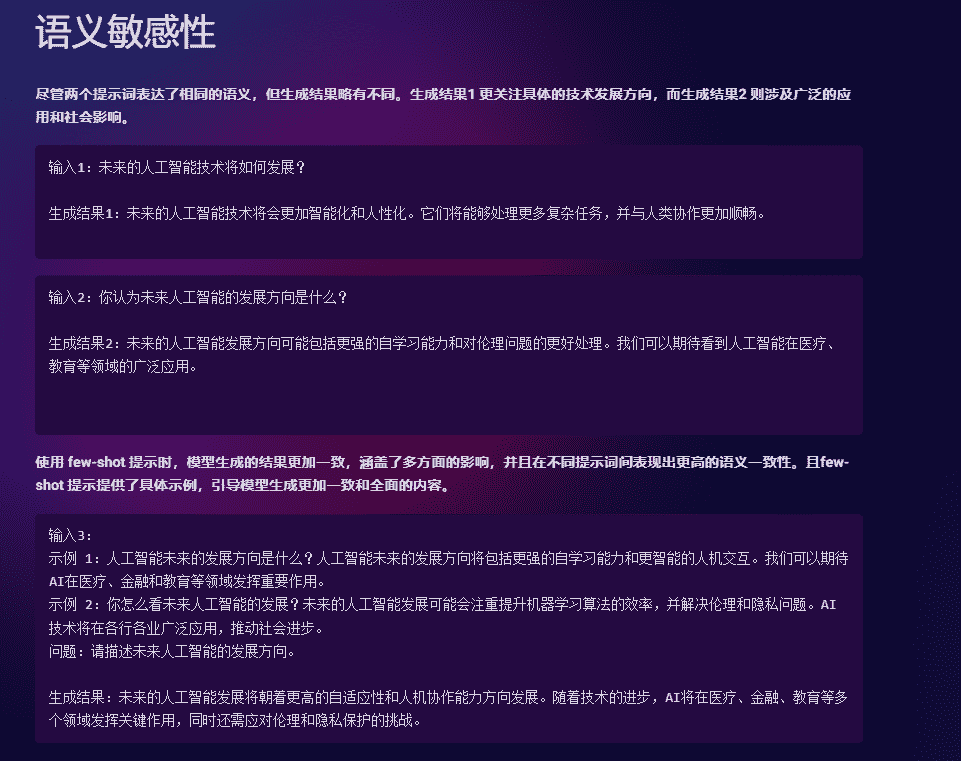 语义敏感性
尽管两个提示词表达了相同的语义，但生成结果略有不同。生成结果1 更关注具体的技术发展方向，而生成结果2 则涉及广泛的应
用和社会影响。
输入1：未来的人工智能技术将如何发展？
生成结果1：未来的人工智能技术将会更加智能化和人性化。它们将能够处理更多复杂任务，并与人类协作更加顺畅。
输入2：你认为未来人工智能的发展方向是什么？
生成结果2：未来的人工智能发展方向可能包括更强的自学习能力和对伦理问题的更好处理。我们可以期待看到人工智能在医疗、
教育等领域的广泛应用。
使用 few-shot 提示时，模型生成的结果更加一致，涵盖了多方面的影响，并且在不同提示词间表现出更高的语义一致性。且few-
shot 提示提供了具体示例，引导模型生成更加一致和全面的内容。
输入3：
示例 1：人工智能未来的发展方向是什么？人工智能未来的发展方向将包括更强的自学习能力和更智能的人机交互。我们可以期待
AI在医疗、金融和教育等领域发挥重要作用。
示例 2：你怎么看未来人工智能的发展？未来的人工智能发展可能会注重提升机器学习算法的效率，并解决伦理和隐私问题。AI
技术将在各行各业广泛应用，推动社会进步。
问题：请描述未来人工智能的发展方向。
生成结果：未来的人工智能发展将朝着更高的自适应性和人机协作能力方向发展。随着技术的进步，AI将在医疗、金融、教育等多
个领域发挥关键作用，同时还需应对伦理和隐私保护的挑战。